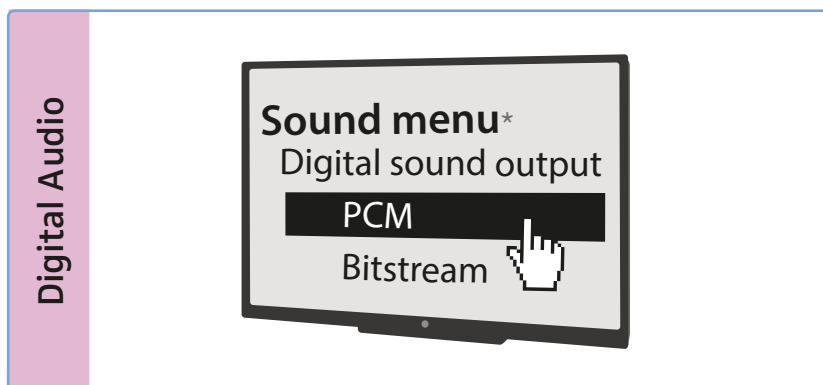 Digital Audio
Sound menu*
Digital sound output
PCM
Bitstream